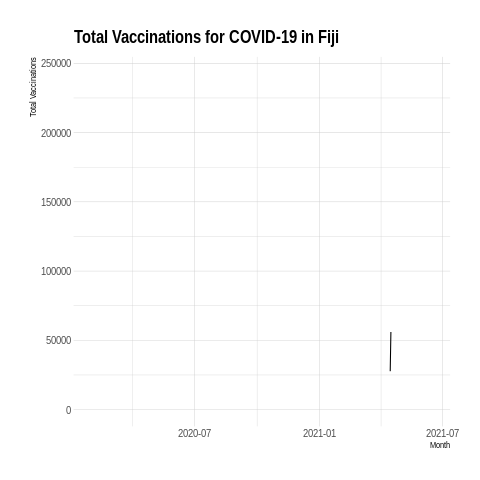 Total Vaccinations for COVID-19 in Fiji
Total Vaccinations
250000
200000
150000
100000
50000
0
2020-07 2021-01 2021-07
Month